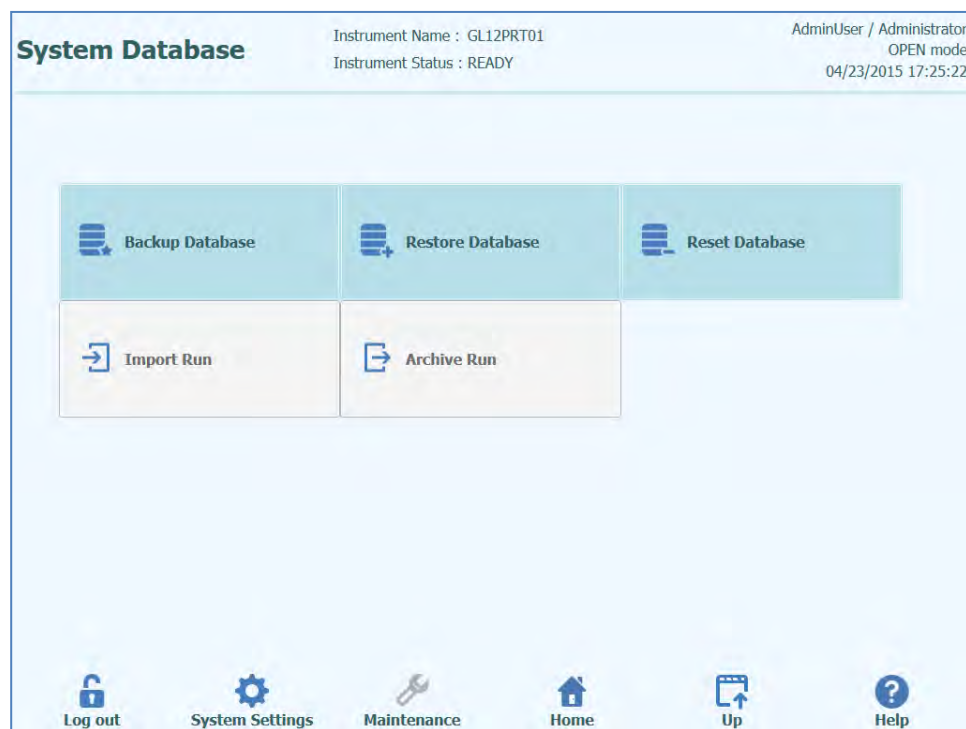 System Database
Instrument Name : GL12PRT01
Instrument Status : READY
AdminUser / Administrator
OPEN mode
04/23/2015 17:25:22
Backup Database
Restore Database
Reset Database
Import Run
Archive Run
Log out
System Settings
Maintenance
Home
Up
Help